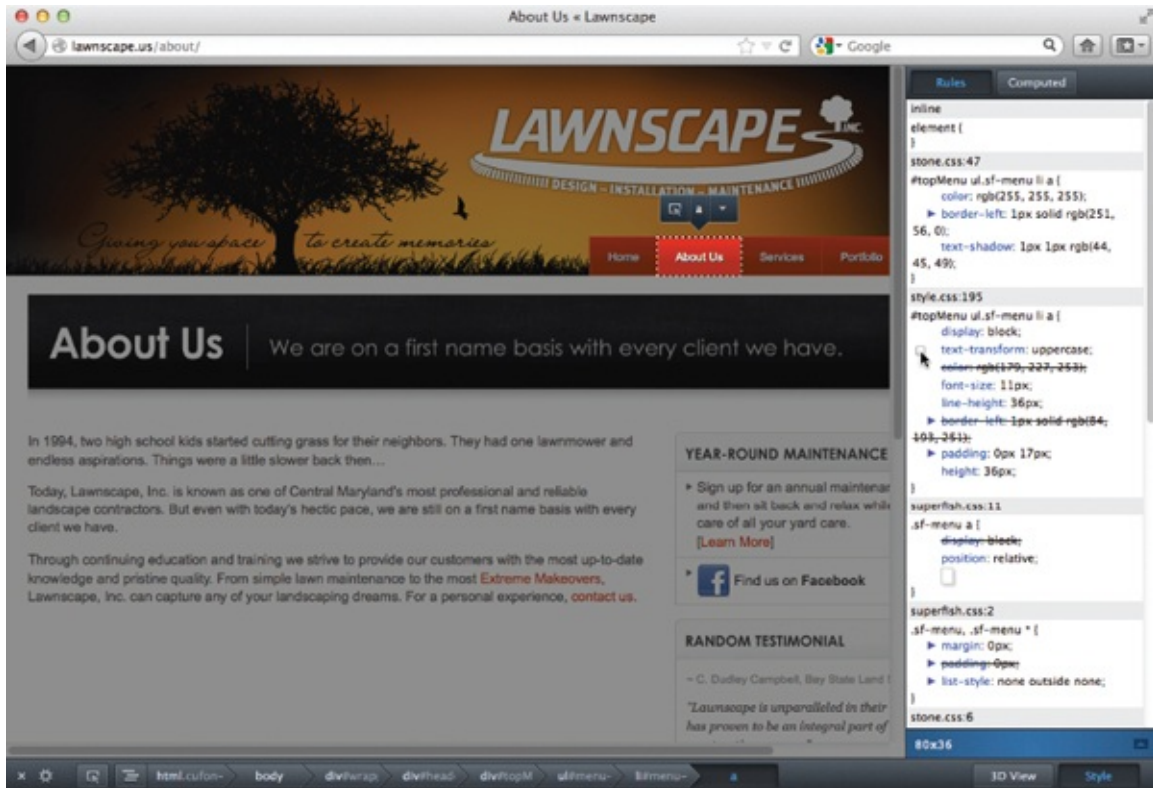 About Us « Lawnscape
lawnscape.us/about/
Google
LAWNSCAPE INC.
DESIGN - INSTALLATION - MAINTENANCE
Giving you space to create memories
Home About Us Services Portfolio
About Us
We are on a first name basis with every client we have.
In 1994, two high school kids started cutting grass for their neighbors. They had one lawnmower and
endless aspirations. Things were a little slower back then…
Today, Lawnscape, Inc. is known as one of Central Maryland's most professional and reliable
landscape contractors. But even with today's hectic pace, we are still on a first name basis with every
client we have.
Through continuing education and training we strive to provide our customers with the most up-to-date
knowledge and pristine quality. From simple lawn maintenance to the most Extreme Makeovers,
Lawnscape, Inc. can capture any of your landscaping dreams. For a personal experience, contact us.
YEAR-ROUND MAINTENANCE
Sign up for an annual maintenan
and then sit back and relax while
care of all your yard care.
[Learn More]
Find us on Facebook
RANDOM TESTIMONIAL
~ C. Dudley Campbell, Bay State Land
"Lawnscape is unparalleled in their
has proven to be an integral part of
Rules Computed
inline
element {
}
stone.css:47
#topMenu ul.sf-menu li a {
color: rgb(255, 255, 255);
border-left: 1px solid rgb(251,
56, 0);
text-shadow: 1px 1px rgb(44,
45, 49);
}
style.css:195
#topMenu ul.sf-menu li a {
display: block;
text-transform: uppercase;
color: rgb(179, 227, 253);
font-size: 11px;
line-height: 36px;
border-left: 1px solid rgb(84,
193, 251);
padding: 0px 17px;
height: 36px;
}
superfish.css:11
.sf-menu a {
display: block;
position: relative;
}
superfish.css:2
.sf-menu, .sf-menu * {
margin: 0px;
padding: 0px;
list-style: none outside none;
}
stone.css:6
80x36
html.cufon- body div#wrap div#head div#topM ul#menu- li#menu- a
3D View Style